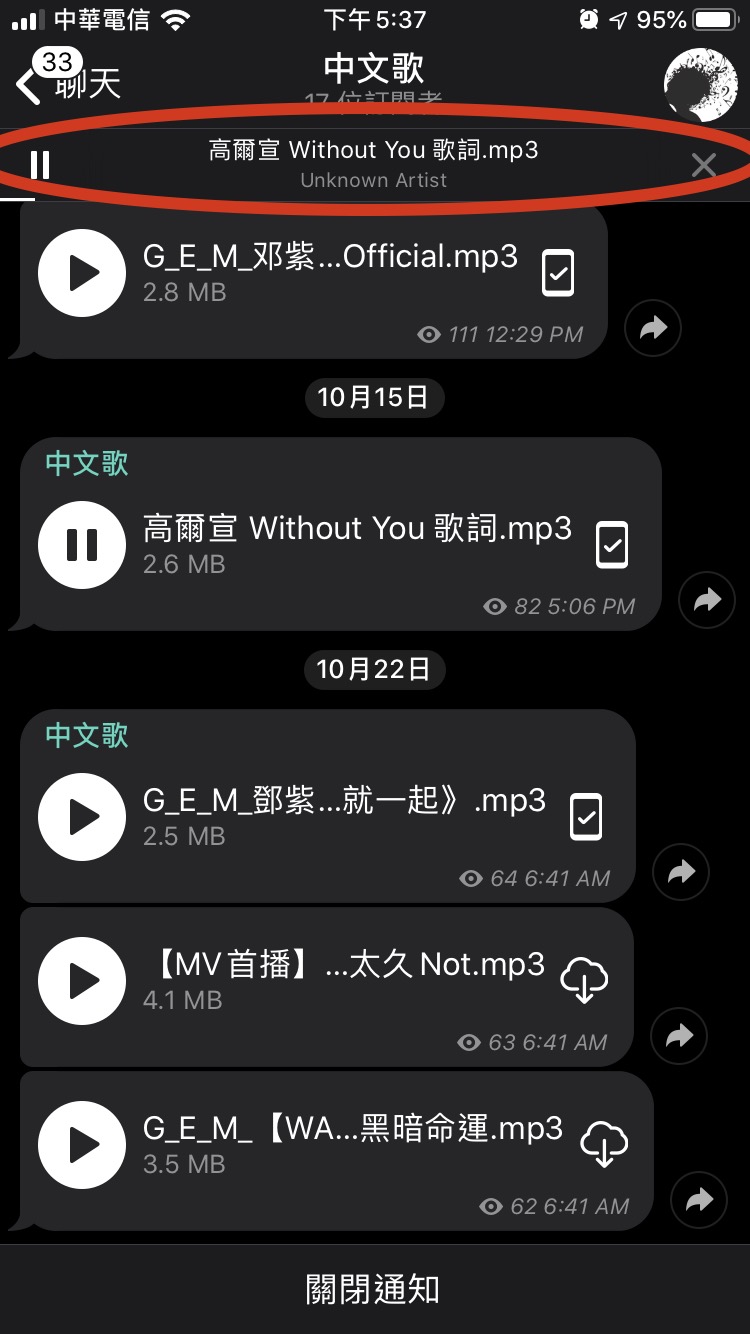 中華電信 下午5:37 95%
33
聊天
中文歌
17 位訂閱者
高爾宣 Without You 歌詞.mp3
Unknown Artist
G_E_M_邓紫...Official.mp3
2.8 MB
111 12:29 PM
10月15日
中文歌
高爾宣 Without You 歌詞.mp3
2.6 MB
82 5:06 PM
10月22日
中文歌
G_E_M_鄧紫...就一起》.mp3
2.5 MB
64 6:41 AM
【MV首播】...太久 Not.mp3
4.1 MB
63 6:41 AM
G_E_M_【WA...黑暗命運.mp3
3.5 MB
62 6:41 AM
關閉通知